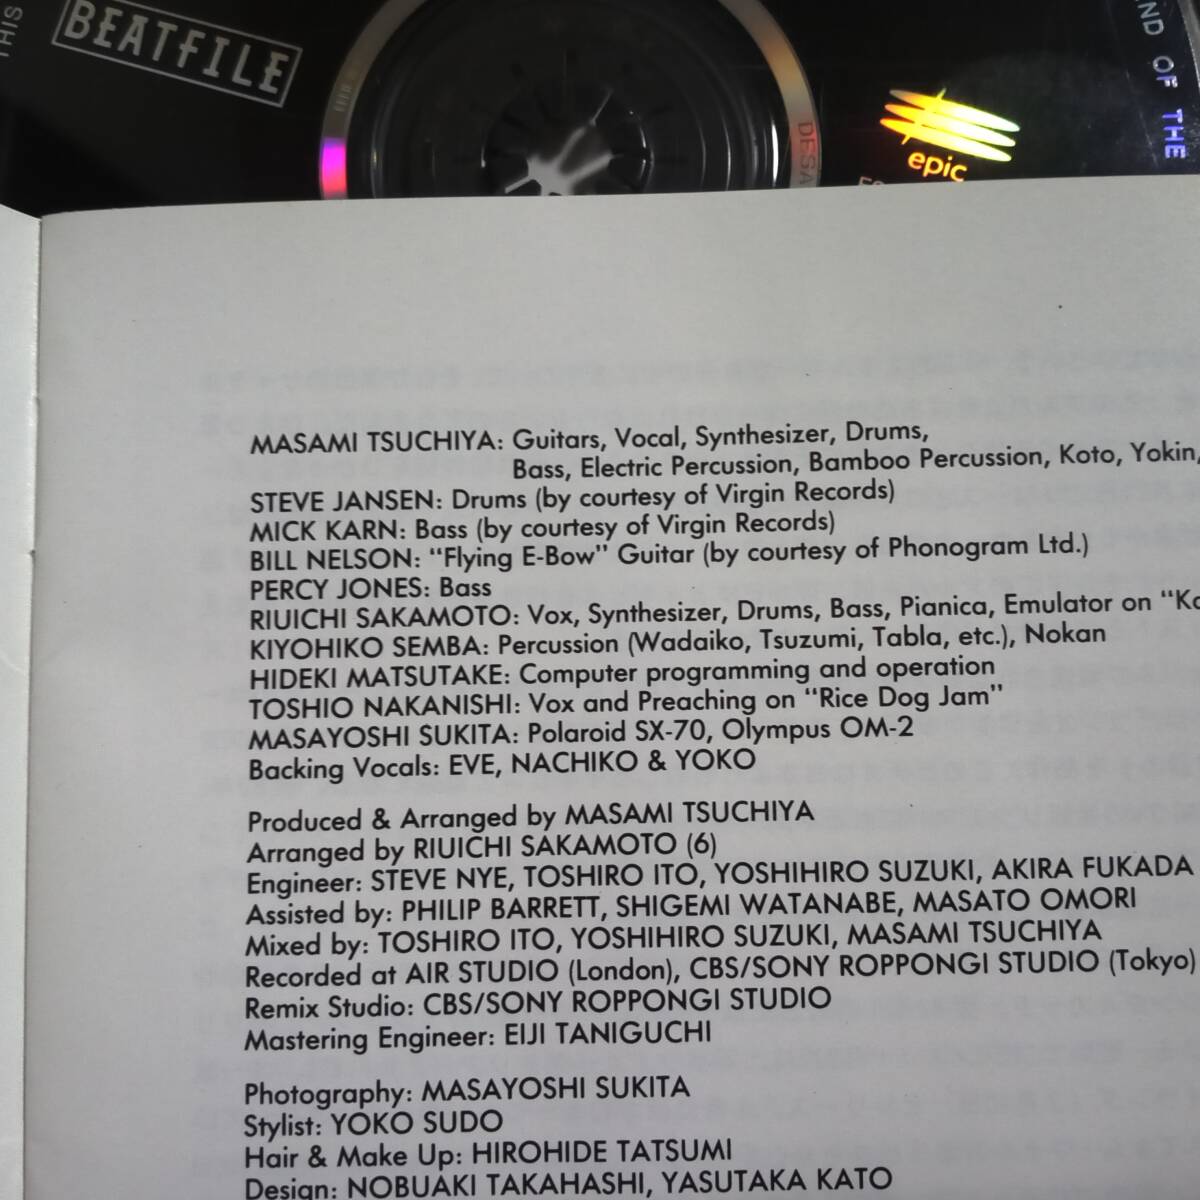 THIS
BEATFILE
DESA
epic
ND OF THE
MASAMI TSUCHIYA: Guitars, Vocal, Synthesizer, Drums,
Bass, Electric Percussion, Bamboo Percussion, Koto, Yokin,
STEVE JANSEN: Drums (by courtesy of Virgin Records)
MICK KARN: Bass (by courtesy of Virgin Records)
BILL NELSON: "Flying E-Bow" Guitar (by courtesy of Phonogram Ltd.)
PERCY JONES: Bass
RIUICHI SAKAMOTO: Vox, Synthesizer, Drums, Bass, Pianica, Emulator on "Ko
KIYOHIKO SEMBA: Percussion (Wadaiko, Tsuzumi, Tabla, etc.), Nokan
HIDEKI MATSUTAKE: Computer programming and operation
TOSHIO NAKANISHI: Vox and Preaching on "Rice Dog Jam"
MASAYOSHI SUKITA: Polaroid SX-70, Olympus OM-2
Backing Vocals: EVE, NACHIKO & YOKO
Produced & Arranged by MASAMI TSUCHIYA
Arranged by RIUICHI SAKAMOTO (6)
Engineer: STEVE NYE, TOSHIRO ITO, YOSHIHIRO SUZUKI, AKIRA FUKADA
Assisted by: PHILIP BARRETT, SHIGEMI WATANABE, MASATO OMORI
Mixed by: TOSHIRO ITO, YOSHIHIRO SUZUKI, MASAMI TSUCHIYA
Recorded at AIR STUDIO (London), CBS/SONY ROPPONGI STUDIO (Tokyo)
Remix Studio: CBS/SONY ROPPONGI STUDIO
Mastering Engineer: EIJI TANIGUCHI
Photography: MASAYOSHI SUKITA
Stylist: YOKO SUDO
Hair & Make Up: HIROHIDE TATSUMI
Design: NOBUAKI TAKAHASHI, YASUTAKA KATO